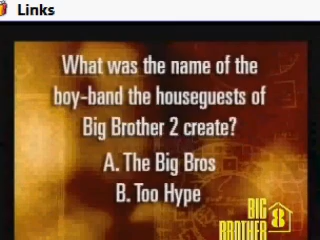 Links
What was the name of the
boy-band the houseguests of
Big Brother 2 create?
A. The Big Bros
B. Too Hype
BIG
BROTHER 8